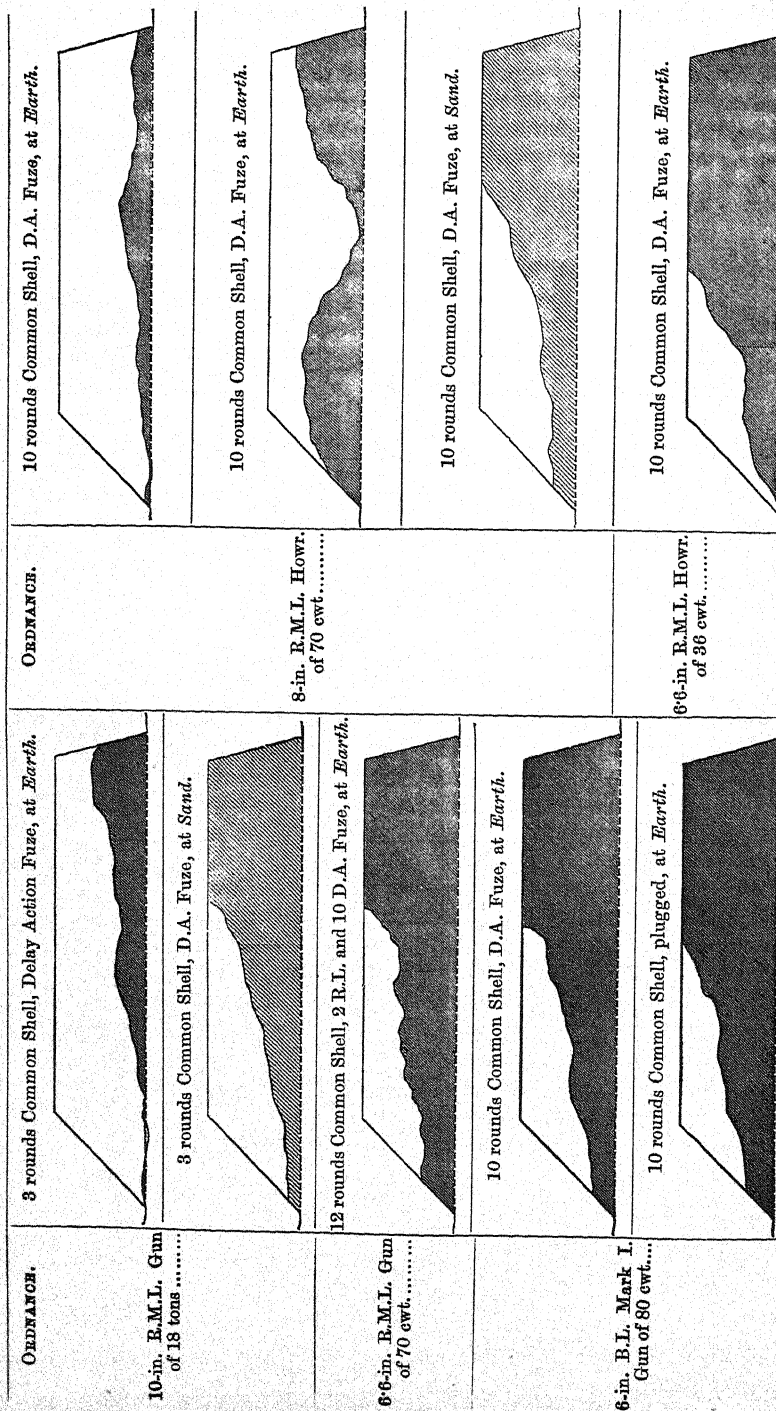 ORDNANCE.
10-in. R.M.L. Gun
of 18 tons .........
3 rounds Common Shell, Delay Action Fuze, at Earth.
3 rounds Common Shell, D.A. Fuze, at Sand.
6·6-in. R.M.L. Gun
of 70 cwt.........
12 rounds Common Shell, 2 R.L. and 10 D.A. Fuze, at Earth.
6-in. B.L. Mark I.
Gun of 80 cwt....
10 rounds Common Shell, D.A. Fuze, at Earth.
10 rounds Common Shell, plugged, at Earth.
ORDNANCE.
8-in. R.M.L. Howr.
of 70 cwt..........
10 rounds Common Shell, D.A. Fuze, at Earth.
10 rounds Common Shell, D.A. Fuze, at Earth.
10 rounds Common Shell, D.A. Fuze, at Sand.
6·6-in. R.M.L. Howr.
of 36 cwt..........
10 rounds Common Shell, D.A. Fuze, at Earth.